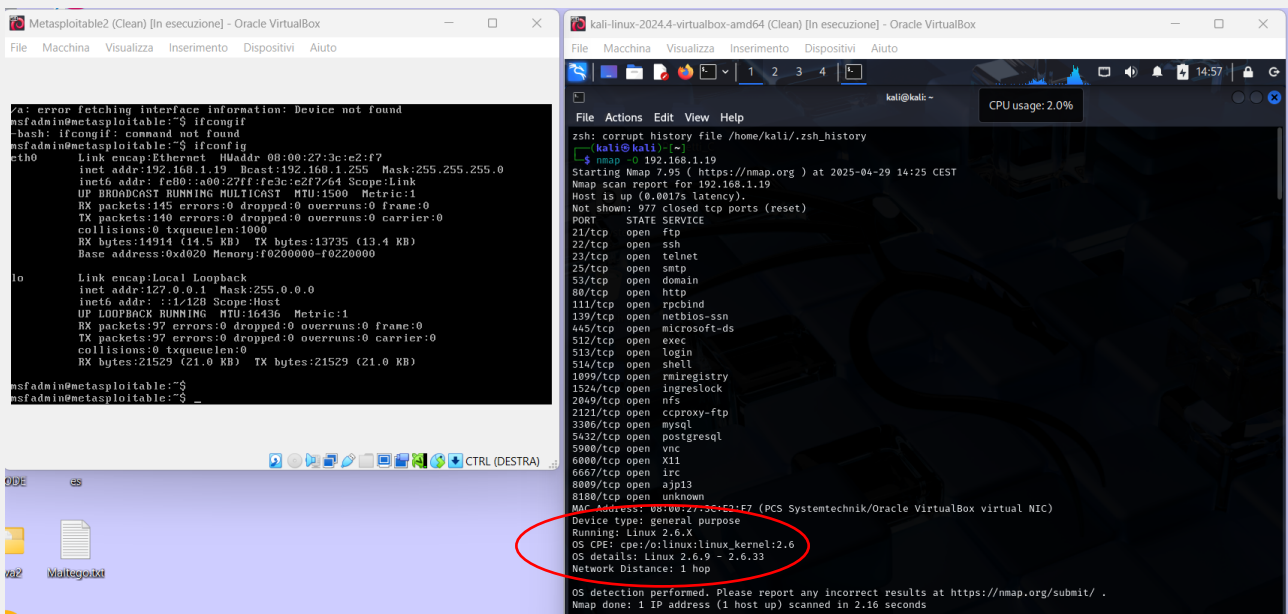 Metasploitable2 (Clean) [In esecuzione] - Oracle VirtualBox
File Macchina Visualizza Inserimento Dispositivi Aiuto
/a: error fetching interface information: Device not found
msfadmin@metasploitable:~$ ifcongif
-bash: ifcongif: command not found
msfadmin@metasploitable:~$ ifconfig
eth0 Link encap:Ethernet HWaddr 08:00:27:3c:e2:f7
inet addr:192.168.1.19 Bcast:192.168.1.255 Mask:255.255.255.0
inet6 addr: fe80::a00:27ff:fe3c:e2f7/64 Scope:Link
UP BROADCAST RUNNING MULTICAST MTU:1500 Metric:1
RX packets:145 errors:0 dropped:0 overruns:0 frame:0
TX packets:140 errors:0 dropped:0 overruns:0 carrier:0
collisions:0 txqueuelen:1000
RX bytes:14914 (14.5 KB) TX bytes:13735 (13.4 KB)
Base address:0xd020 Memory:f0200000-f0220000
lo Link encap:Local Loopback
inet addr:127.0.0.1 Mask:255.0.0.0
inet6 addr: ::1/128 Scope:Host
UP LOOPBACK RUNNING MTU:16436 Metric:1
RX packets:97 errors:0 dropped:0 overruns:0 frame:0
TX packets:97 errors:0 dropped:0 overruns:0 carrier:0
collisions:0 txqueuelen:0
RX bytes:21529 (21.0 KB) TX bytes:21529 (21.0 KB)
msfadmin@metasploitable:~$
msfadmin@metasploitable:~$ _
CTRL (DESTRA)
ODE
es
va2
Maltego.txt
kali-linux-2024.4-virtualbox-amd64 (Clean) [In esecuzione] - Oracle VirtualBox
File Macchina Visualizza Inserimento Dispositivi Aiuto
1 2 3 4
14:57
kali@kali: ~
CPU usage: 2.0%
File Actions Edit View Help
zsh: corrupt history file /home/kali/.zsh_history
(kali㉿kali)-[~]
$ nmap -O 192.168.1.19
Starting Nmap 7.95 ( https://nmap.org ) at 2025-04-29 14:25 CEST
Nmap scan report for 192.168.1.19
Host is up (0.0017s latency).
Not shown: 977 closed tcp ports (reset)
PORT STATE SERVICE
21/tcp open ftp
22/tcp open ssh
23/tcp open telnet
25/tcp open smtp
53/tcp open domain
80/tcp open http
111/tcp open rpcbind
139/tcp open netbios-ssn
445/tcp open microsoft-ds
512/tcp open exec
513/tcp open login
514/tcp open shell
1099/tcp open rmiregistry
1524/tcp open ingreslock
2049/tcp open nfs
2121/tcp open ccproxy-ftp
3306/tcp open mysql
5432/tcp open postgresql
5900/tcp open vnc
6000/tcp open X11
6667/tcp open irc
8009/tcp open ajp13
8180/tcp open unknown
MAC Address: 08:00:27:3C:E2:F7 (PCS Systemtechnik/Oracle VirtualBox virtual NIC)
Device type: general purpose
Running: Linux 2.6.X
OS CPE: cpe:/o:linux:linux_kernel:2.6
OS details: Linux 2.6.9 - 2.6.33
Network Distance: 1 hop
OS detection performed. Please report any incorrect results at https://nmap.org/submit/ .
Nmap done: 1 IP address (1 host up) scanned in 2.16 seconds